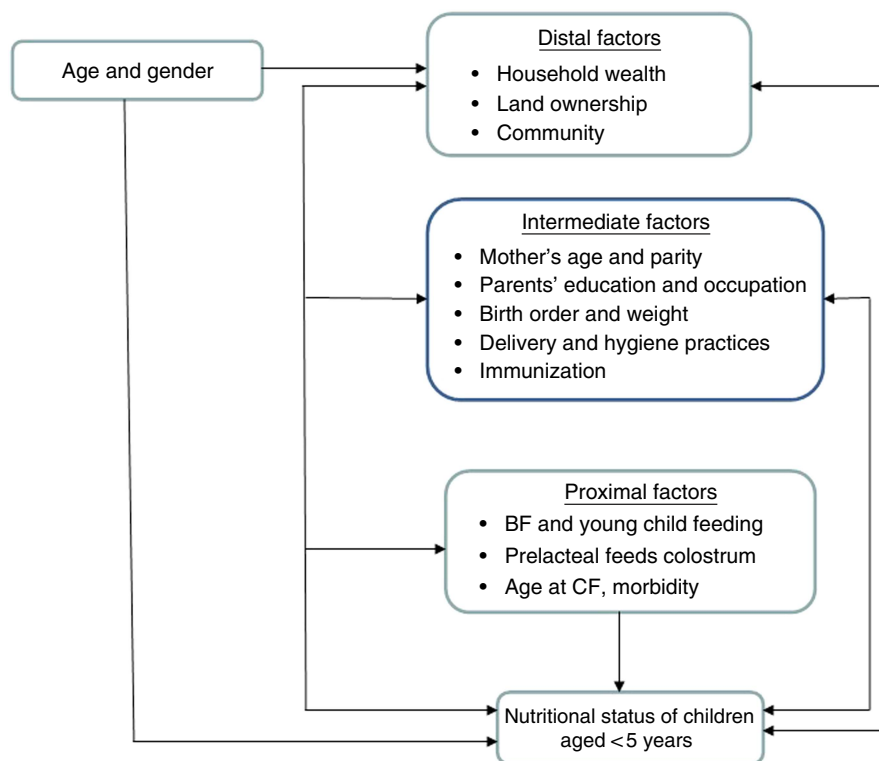 Age and gender
Distal factors
• Household wealth
• Land ownership
• Community
Intermediate factors
• Mother's age and parity
• Parents' education and occupation
• Birth order and weight
• Delivery and hygiene practices
• Immunization
Proximal factors
• BF and young child feeding
• Prelacteal feeds colostrum
• Age at CF, morbidity
Nutritional status of children
aged <5 years